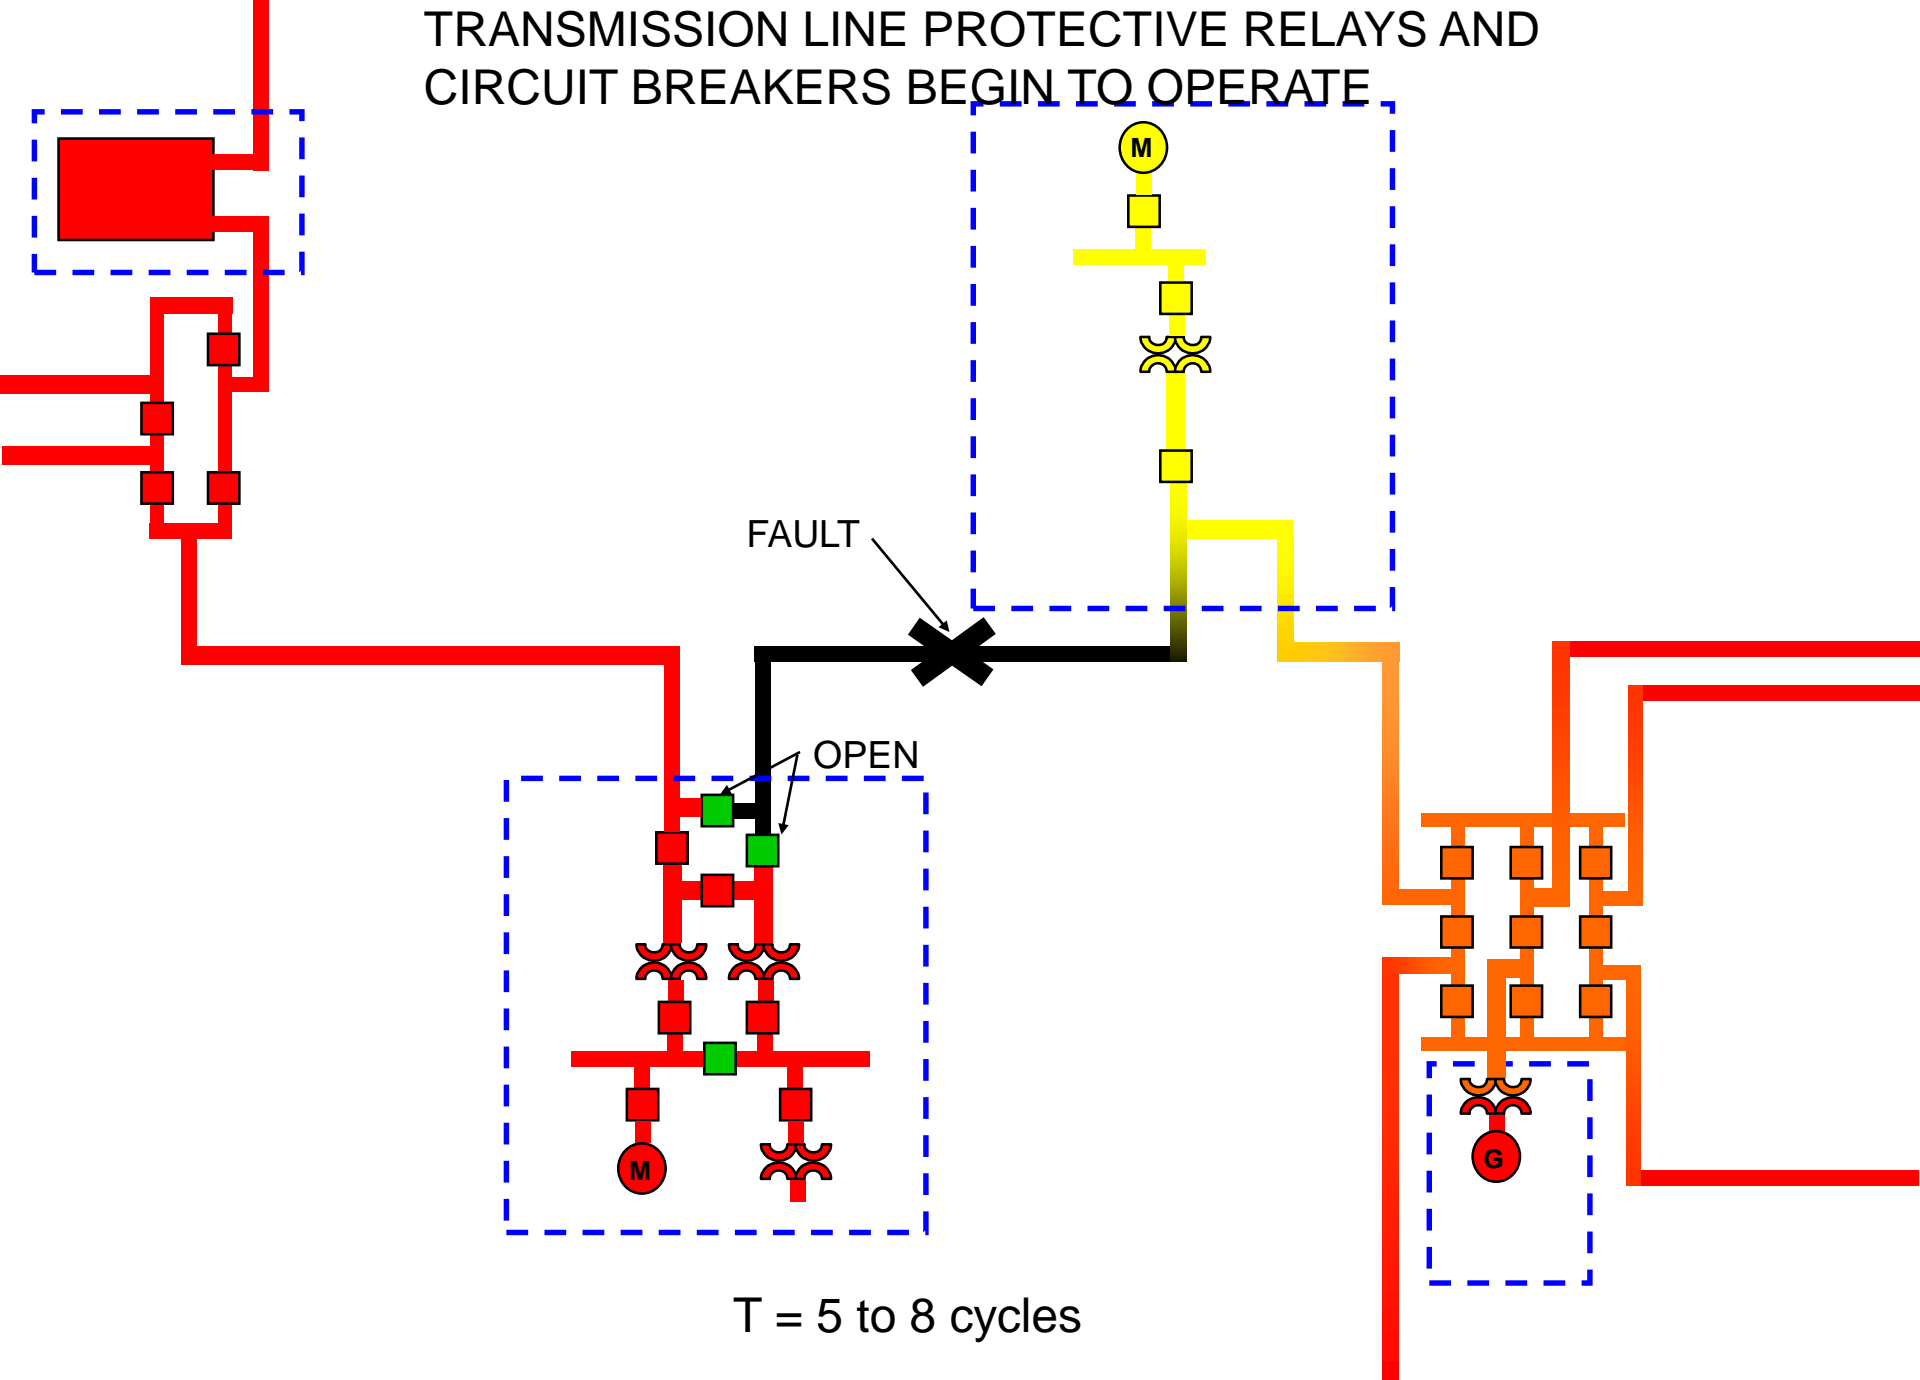 TRANSMISSION LINE PROTECTIVE RELAYS AND
CIRCUIT BREAKERS BEGIN TO OPERATE
M
FAULT
OPEN
M
G
T = 5 to 8 cycles